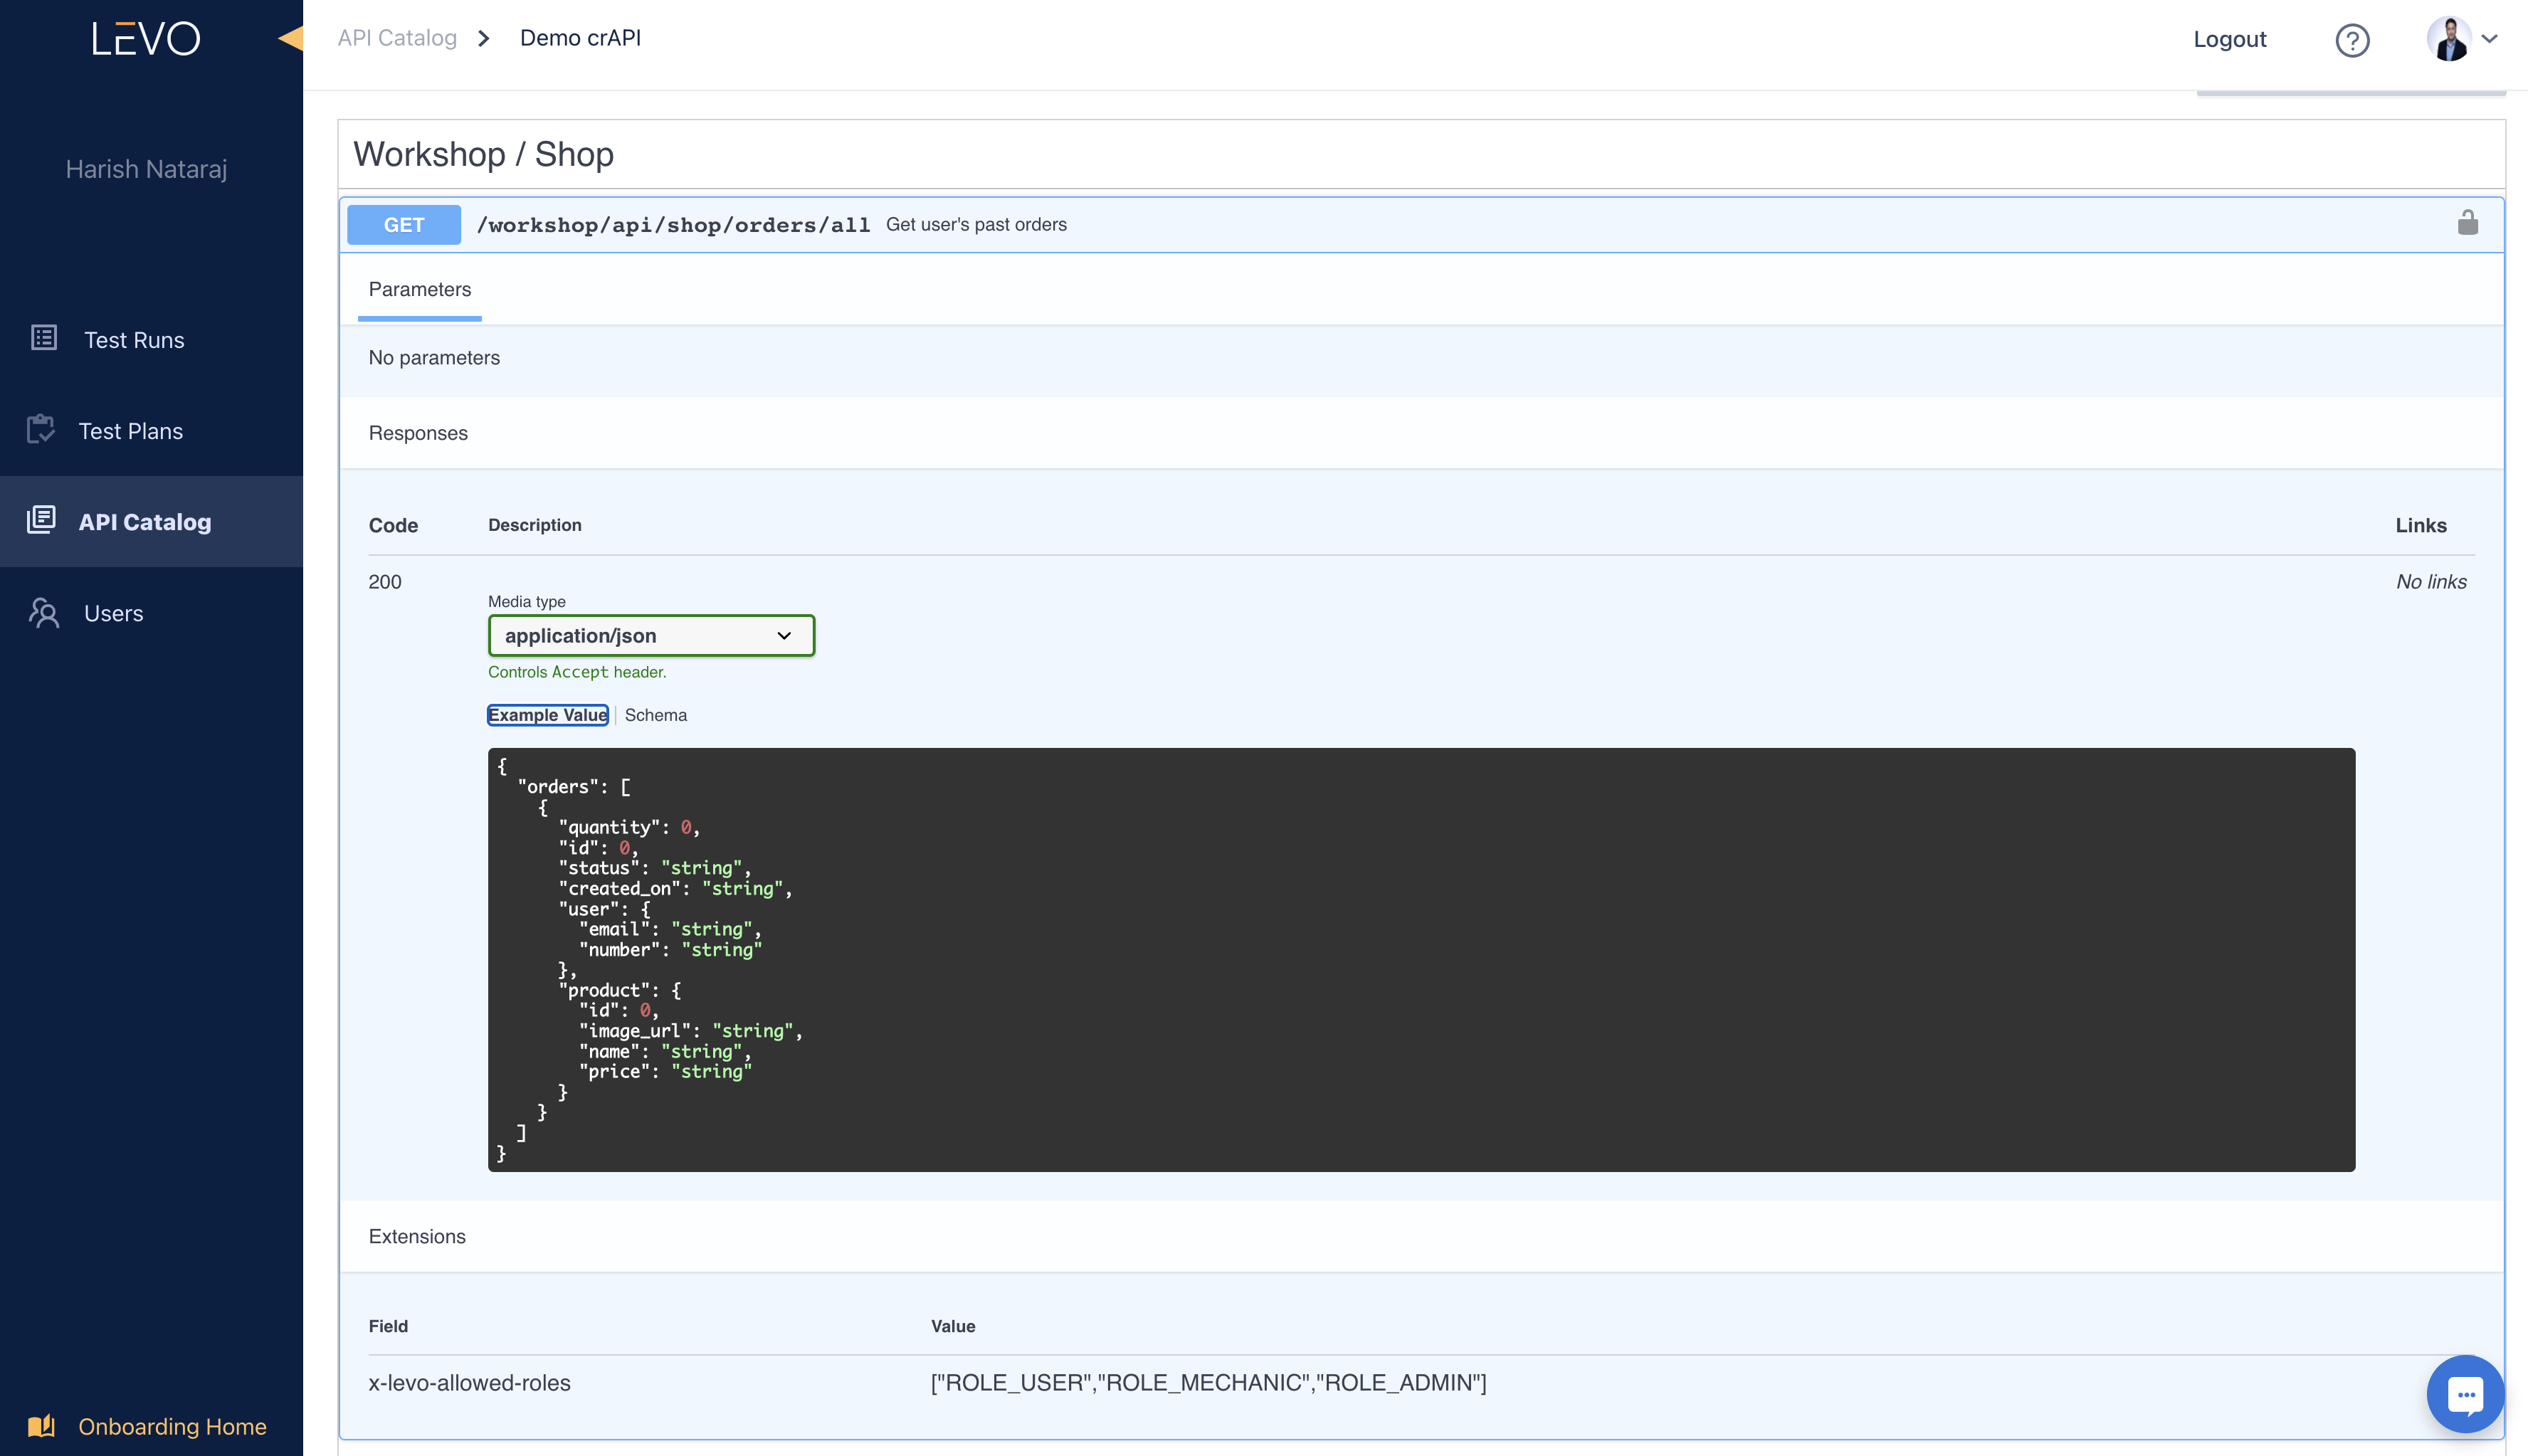 LEVO
API Catalog Demo crAPI
Logout
Harish Nataraj
Test Runs
Test Plans
API Catalog
Users
Onboarding Home
Workshop / Shop
GET /workshop/api/shop/orders/all Get user's past orders
Parameters
No parameters
Responses
Code Description Links
200 No links
Media type
application/json
Controls Accept header.
Example Value Schema
{
  "orders": [
    {
      "quantity": 0,
      "id": 0,
      "status": "string",
      "created_on": "string",
      "user": {
        "email": "string",
        "number": "string"
      },
      "product": {
        "id": 0,
        "image_url": "string",
        "name": "string",
        "price": "string"
      }
    }
  ]
}
Extensions
Field Value
x-levo-allowed-roles ["ROLE_USER","ROLE_MECHANIC","ROLE_ADMIN"]